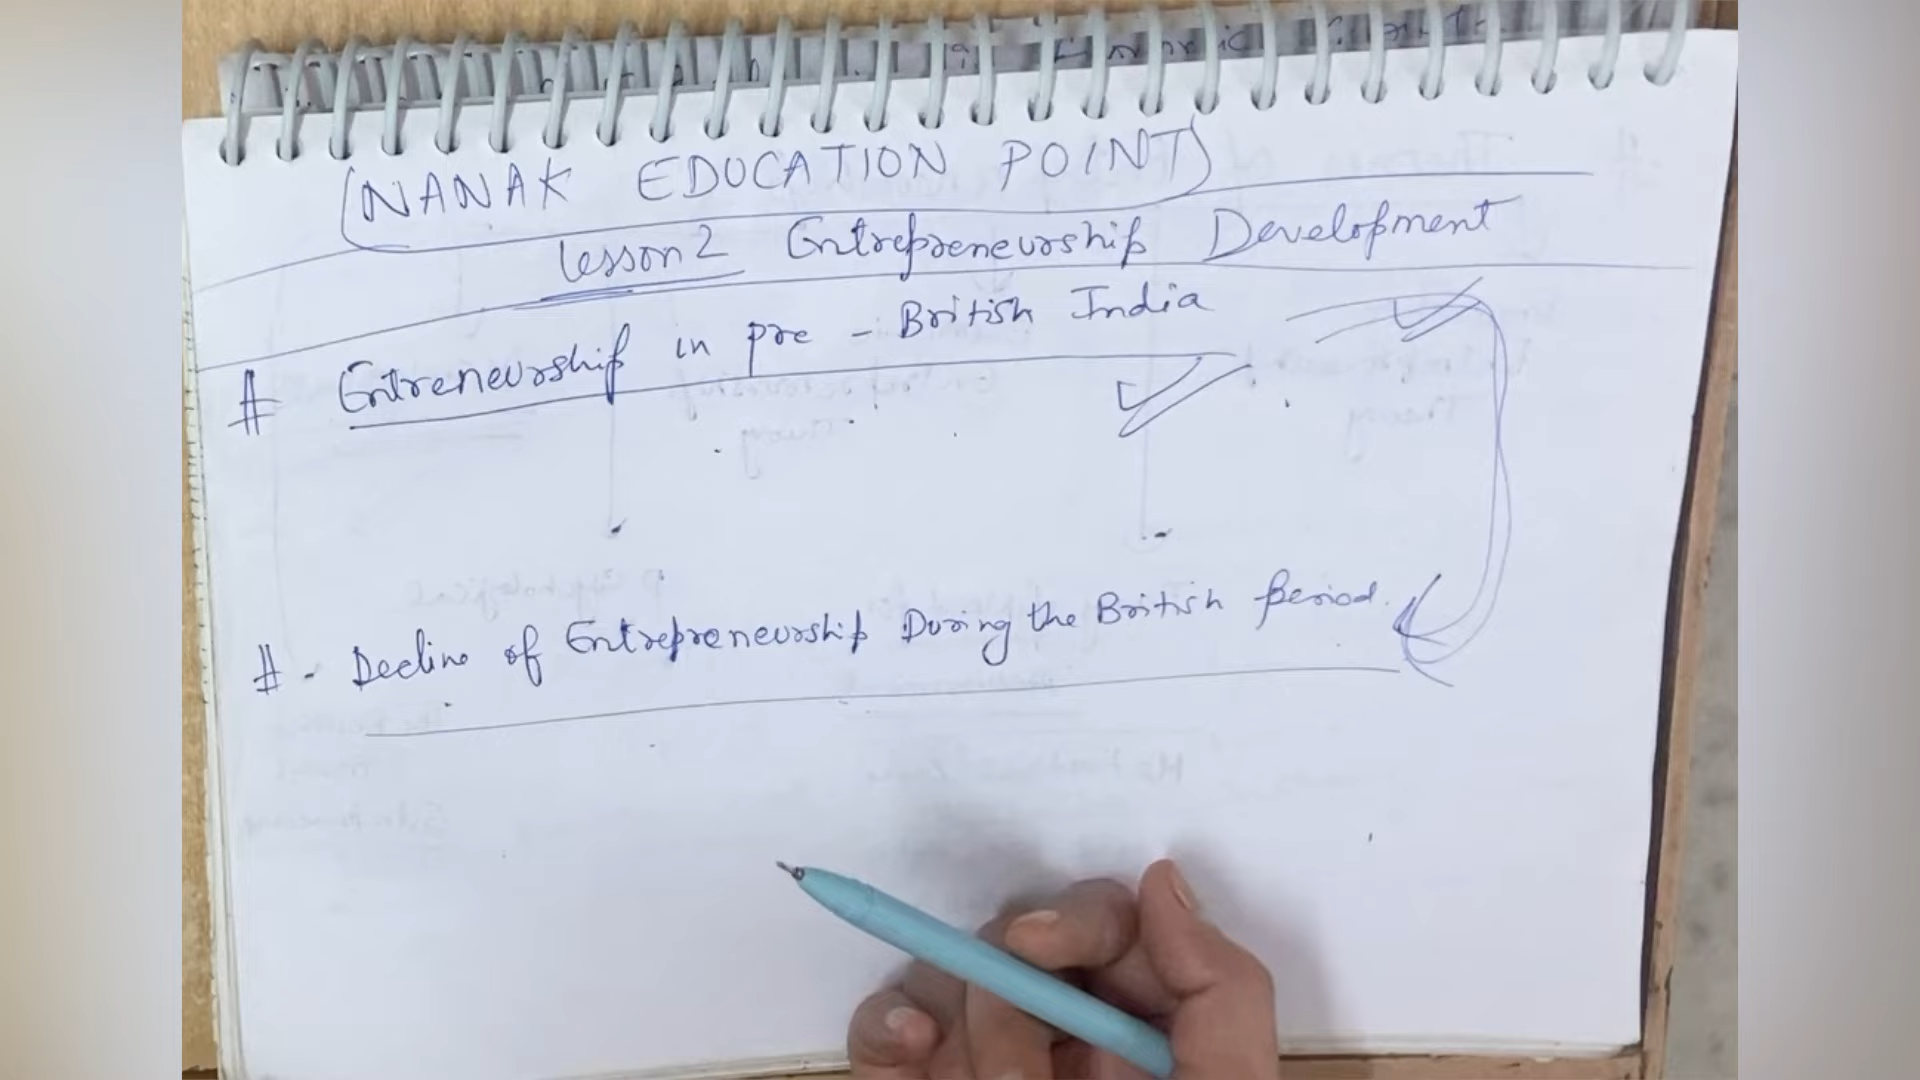 (NANAK EDUCATION POINT)
Lesson 2 Entrepreneurship Development
# Entreneurship in pre - British India
# - Decline of Entrepreneurship During the British Period.